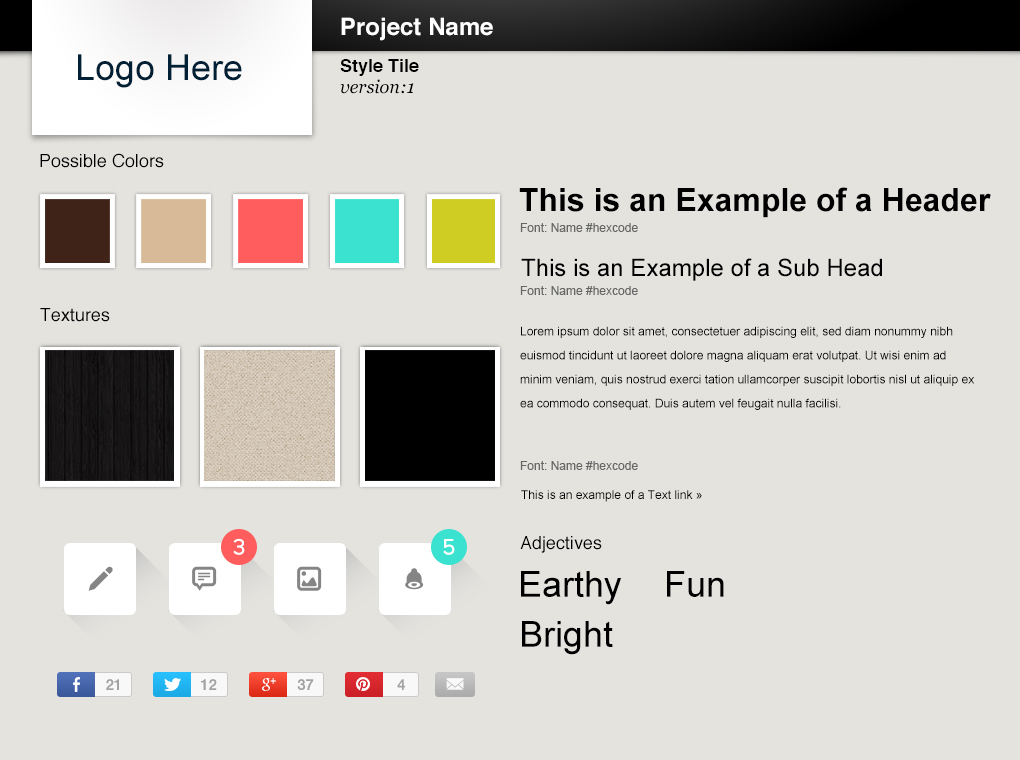 Project Name
Logo Here
Style Tile
version:1
Possible Colors
This is an Example of a Header
Font: Name #hexcode
This is an Example of a Sub Head
Font: Name #hexcode
Textures
Lorem ipsum dolor sit amet, consectetuer adipiscing elit, sed diam nonummy nibh
euismod tincidunt ut laoreet dolore magna aliquam erat volutpat. Ut wisi enim ad
minim veniam, quis nostrud exerci tation ullamcorper suscipit lobortis nisl ut aliquip ex
ea commodo consequat. Duis autem vel feugait nulla facilisi.
Font: Name #hexcode
This is an example of a Text link »
3
5
Adjectives
Earthy Fun
Bright
f 21
12
g+ 37
4